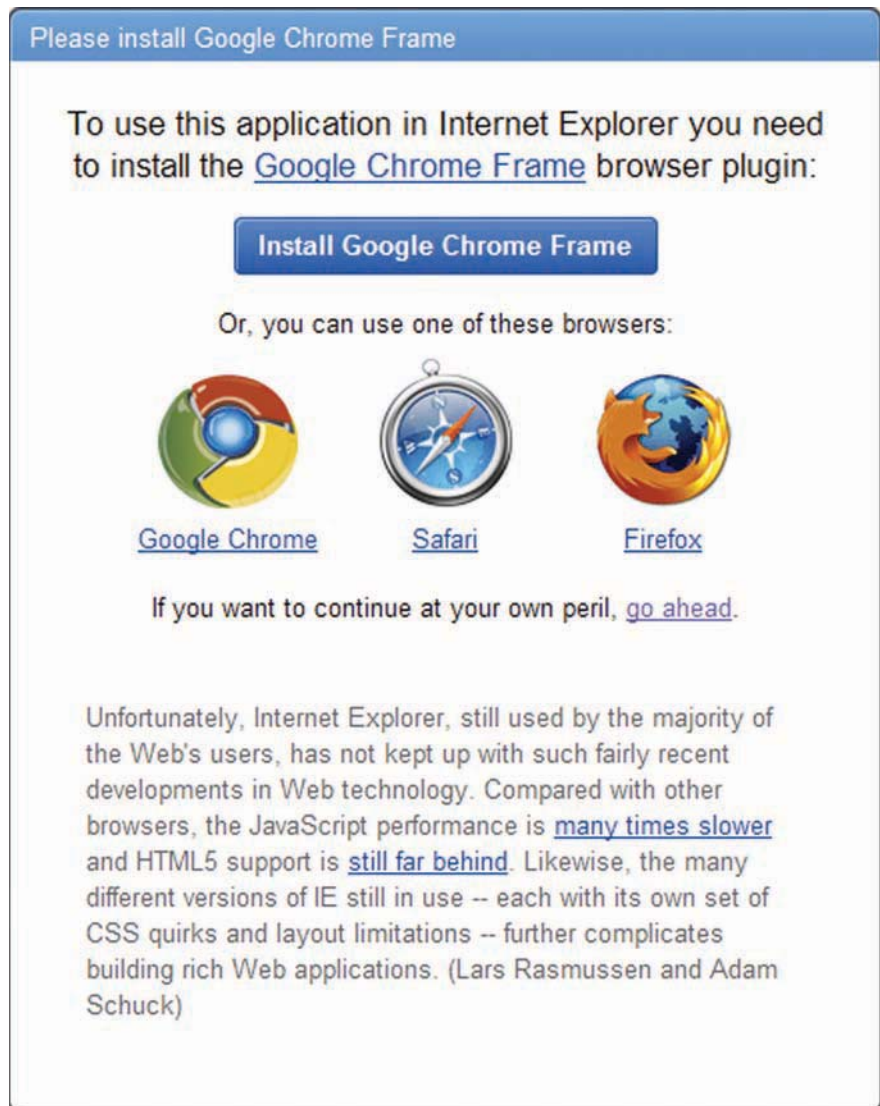 Please install Google Chrome Frame
To use this application in Internet Explorer you need
to install the Google Chrome Frame browser plugin:
Install Google Chrome Frame
Or, you can use one of these browsers:
N
E
S
W
Google Chrome Safari Firefox
If you want to continue at your own peril, go ahead.
Unfortunately, Internet Explorer, still used by the majority of
the Web's users, has not kept up with such fairly recent
developments in Web technology. Compared with other
browsers, the JavaScript performance is many times slower
and HTML5 support is still far behind. Likewise, the many
different versions of IE still in use -- each with its own set of
CSS quirks and layout limitations -- further complicates
building rich Web applications. (Lars Rasmussen and Adam
Schuck)